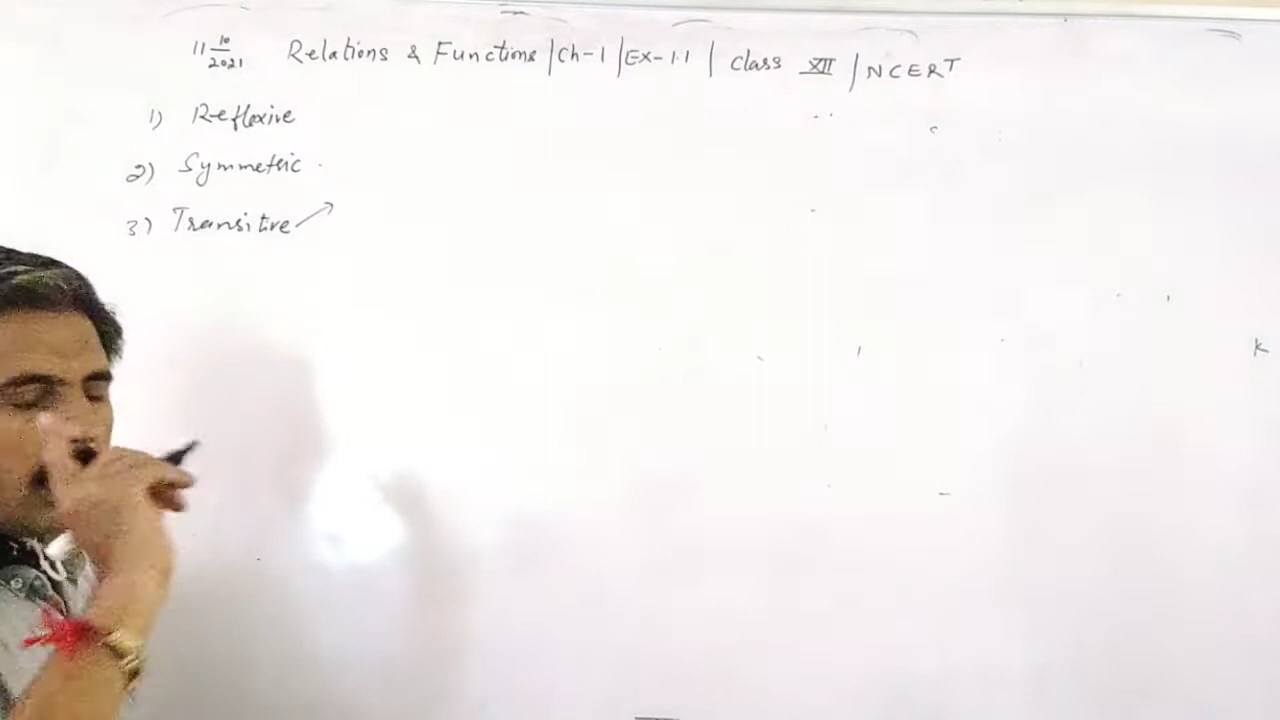 11 10/2021 Relations & Functions | Ch-1 | Ex-1.1 | Class XII | NCERT
1) Reflexive
2) Symmetric
3) Transitive
K